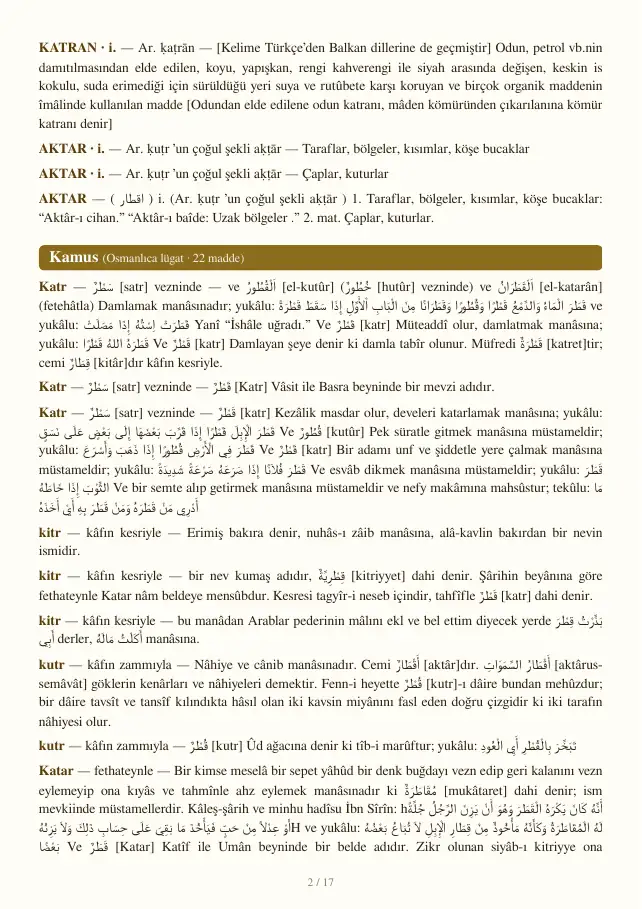 KATRAN · i. — Ar. ḳaṭrān — [Kelime Türkçe'den Balkan dillerine de geçmiştir] Odun, petrol vb.nin
damıtılmasından elde edilen, koyu, yapışkan, rengi kahverengi ile siyah arasında değişen, keskin is
kokulu, suda erimediği için sürüldüğü yeri suya ve rutûbete karşı koruyan ve birçok organik maddenin
îmâlinde kullanılan madde [Odundan elde edilene odun katranı, mâden kömüründen çıkarılanına kömür
katranı denir]
AKTAR · i. — Ar. ḳuṭr 'un çoğul şekli aḳṭār — Taraflar, bölgeler, kısımlar, köşe bucaklar
AKTAR · i. — Ar. ḳuṭr 'un çoğul şekli aḳṭār — Çaplar, kuturlar
AKTAR — ( اقطار ) i. (Ar. ḳuṭr 'un çoğul şekli aḳṭār ) 1. Taraflar, bölgeler, kısımlar, köşe bucaklar:
“Aktâr-ı cihan.” “Aktâr-ı baîde: Uzak bölgeler .” 2. mat. Çaplar, kuturlar.
Kamus (Osmanlıca lügat · 22 madde)
Katr — سَطْرٌ [satr] vezninde — ve اَلْقُطُورُ [el-kutûr] (خُطُورٌ [hutûr] vezninde) ve اَلْقَطَرَانُ [el-katarân]
(fetehâtla) Damlamak manâsınadır; yukâlu: قَطَرَ الْمَاءُ وَالدَّمْعُ قَطْرًا وَقُطُورًا وَقَطَرَانًا مِنَ الْبَابِ الْأَوَّلِ إِذَا سَقَطَ قَطْرَةً ve
yukâlu: قَطَرَتْ اِسْتُهُ إِذَا مَصَلَتْ Yanî “İshâle uğradı.” Ve قَطْرٌ [katr] Müteaddî olur, damlatmak manâsına;
yukâlu: قَطَرَهُ اللهُ قَطْرًا Ve قَطْرٌ [katr] Damlayan şeye denir ki damla tabîr olunur. Müfredi قَطْرَةٌ [katret]tir;
cemi قِطَارٌ [kitâr]dır kâfın kesriyle.
Katr — سَطْرٌ [satr] vezninde — قَطْرٌ [Katr] Vâsit ile Basra beyninde bir mevzi adıdır.
Katr — سَطْرٌ [satr] vezninde — قَطْرٌ [katr] Kezâlik masdar olur, develeri katarlamak manâsına; yukâlu:
قَطَرَ الْإِبِلَ قَطْرًا إِذَا قَرَّبَ بَعْضَهَا إِلَى بَعْضٍ عَلَى نَسَقٍ Ve قُطُورٌ [kutûr] Pek süratle gitmek manâsına müstameldir;
yukâlu: قَطَرَ فِي الْأَرْضِ قُطُورًا إِذَا ذَهَبَ وَأَسْرَعَ Ve قَطْرٌ [katr] Bir adamı unf ve şiddetle yere çalmak manâsına
müstameldir; yukâlu: قَطَرَ فُلَانًا إِذَا صَرَعَهُ صَرْعَةً شَدِيدَةً Ve esvâb dikmek manâsına müstameldir; yukâlu: قَطَرَ
الثَّوْبَ إِذَا خَاطَهُ Ve bir semte alıp getirmek manâsına müstameldir ve nefy makâmına mahsûstur; tekûlu: مَا
أَدْرِي مَنْ قَطَرَهُ وَمَنْ قَطَرَ بِهِ أَيْ أَخَذَهُ
kitr — kâfın kesriyle — Erimiş bakıra denir, nuhâs-ı zâib manâsına, alâ-kavlin bakırdan bir nevin
ismidir.
kitr — kâfın kesriyle — bir nev kumaş adıdır, قِطْرِيَّةٌ [kitriyyet] dahi denir. Şârihin beyânına göre
fethateynle Katar nâm beldeye mensûbdur. Kesresi tagyîr-i neseb içindir, tahfîfle قَطْرٌ [katr] dahi denir.
kitr — kâfın kesriyle — bu manâdan Arablar pederinin mâlını ekl ve bel ettim diyecek yerde بَذَرْتُ قِطْرَ
أَبِي derler, أَكَلْتُ مَالَهُ manâsına.
kutr — kâfın zammıyla — Nâhiye ve cânib manâsınadır. Cemi أَقْطَارٌ [aktâr]dır. أَقْطَارُ السَّمَوَاتِ [aktârus-
semâvât] göklerin kenârları ve nâhiyeleri demektir. Fenn-i heyette قُطْرٌ [kutr]-ı dâire bundan mehûzdur;
bir dâire tavsît ve tansîf kılındıkta hâsıl olan iki kavsin miyânını fasl eden doğru çizgidir ki iki tarafın
nâhiyesi olur.
kutr — kâfın zammıyla — قُطْرٌ [kutr] Ûd ağacına denir ki tîb-i marûftur; yukâlu: تَبَخَّرَ بِالْقُطْرِ أَيِ الْعُودِ
Katar — fethateynle — Bir kimse meselâ bir sepet yâhûd bir denk buğdayı vezn edip geri kalanını vezn
eylemeyip ona kıyâs ve tahmînle ahz eylemek manâsınadır ki مُقَاطَرَةٌ [mukâtaret] dahi denir; ism
mevkiinde müstamellerdir. Kâleş-şârih ve minhu hadîsu İbn Sîrîn: hأَنَّهُ كَانَ يَكْرَهُ الْقَطَرَ وَهُوَ أَنْ يَزِنَ الرَّجُلُ جُلَّةً
أَوْ عِدْلًا مِنْ حَبٍّ فَيَأْخُذَ مَا بَقِيَ عَلَى حِسَابِ ذَلِكَ وَلَا يَزِنَهُH ve yukâlu: لَهُ الْمُقَاطَرَةُ وَكَأَنَّهُ مَأْخُوذٌ مِنْ قِطَارِ الْإِبِلِ لَا تُبَاعُ بَعْضُهُ
بَعْضًا Ve قَطَرٌ [Katar] Katîf ile Umân beyninde bir belde adıdır. Zikr olunan siyâb-ı kitriyye ona
2 / 17